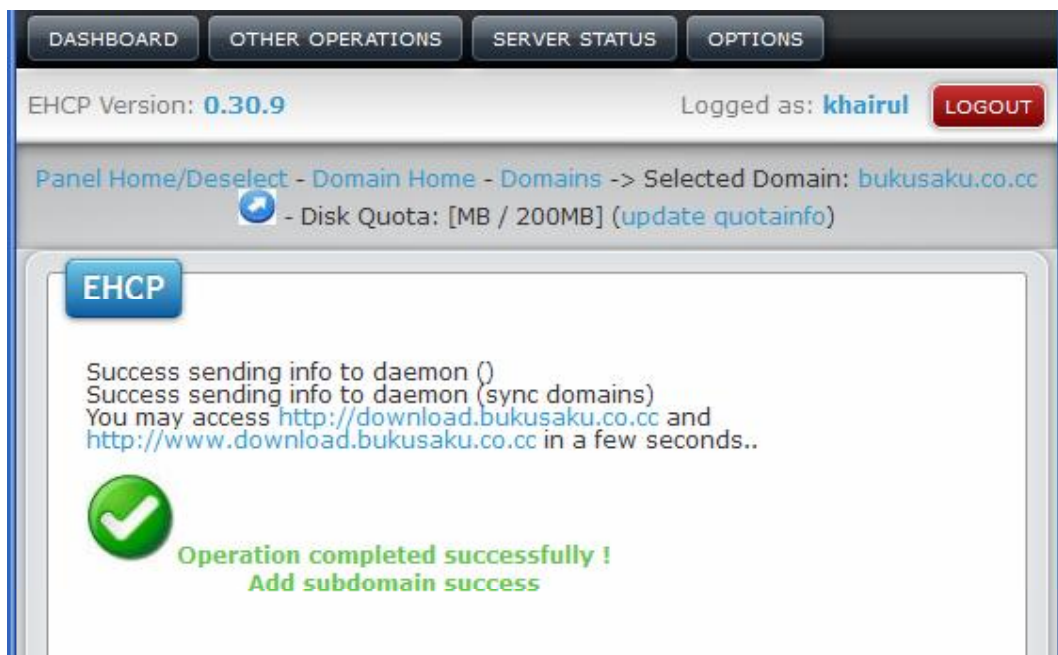 DASHBOARD OTHER OPERATIONS SERVER STATUS OPTIONS
EHCP Version: 0.30.9 Logged as: khairul LOGOUT
Panel Home/Deselect - Domain Home - Domains -> Selected Domain: bukusaku.co.cc
- Disk Quota: [MB / 200MB] (update quotainfo)
EHCP
Success sending info to daemon ()
Success sending info to daemon (sync domains)
You may access http://download.bukusaku.co.cc and
http://www.download.bukusaku.co.cc in a few seconds..
Operation completed successfully !
Add subdomain success